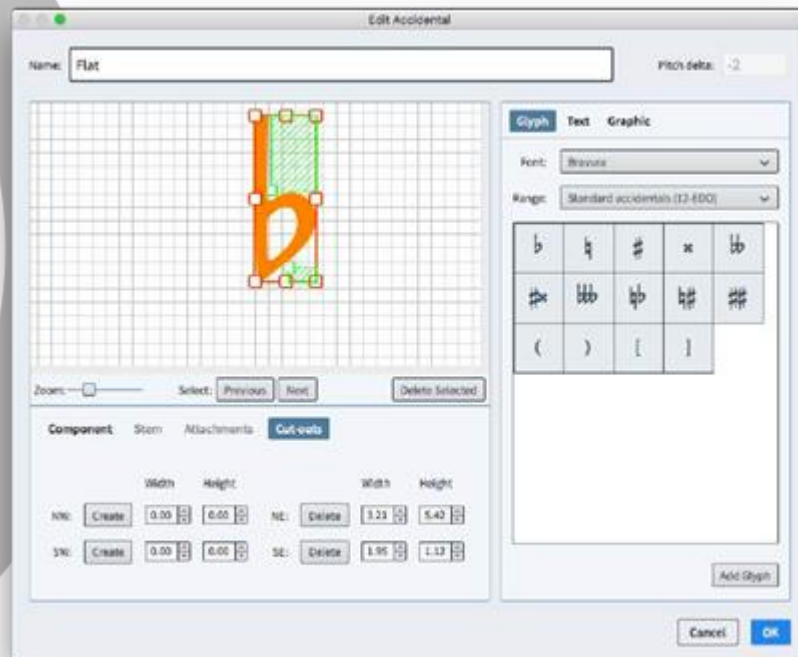 Edit Accidental
Name: Flat Pitch delta: -2
Glyph Text Graphic
Font: Bravura
Range: Standard accidentals (12-EDO)
Zoom: Select: Previous Next Delete Selected
Component Stem Attachments Cut-outs
Width Height Width Height
NW: Create 0.00 0.00 NE: Delete 3.23 5.42
SW: Create 0.00 0.00 SE: Delete 1.95 1.12
Add Glyph
Cancel OK